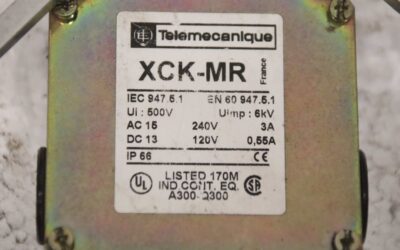 Telemecanique
XCK-MR
France
IEC 947.5.1 EN 60 947.5.1
Ui : 500V Uimp : 6kV
AC 15 240V 3A
DC 13 120V 0,55A
IP 66 CE
UL LISTED 170M SA
IND.CONT. EQ.
A300-Q300